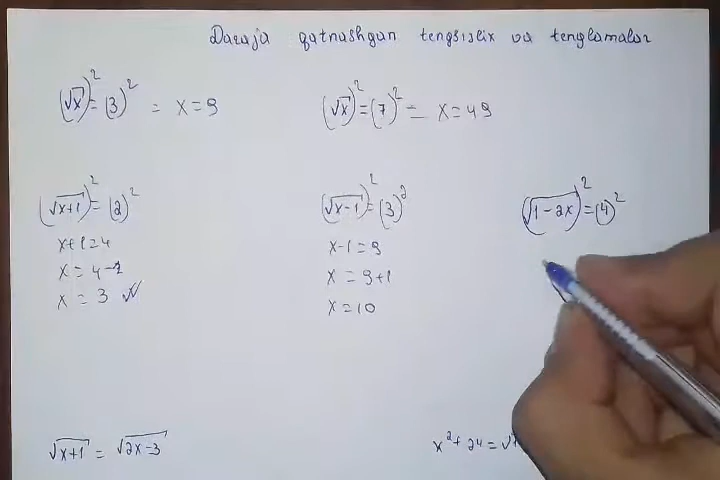 Daraja qatnashgan tengsizlix va tenglamalar
(√x)² = (3)² = x = 9
(√x)² = (7)² = x = 49
(√x+1)² = (2)²
x+1 = 4
x = 4-1
x = 3
(√x-1)² = (3)²
x-1 = 9
x = 9+1
x = 10
(√1-2x)² = (4)²
√x+1 = √2x-3
x² + 24 = √